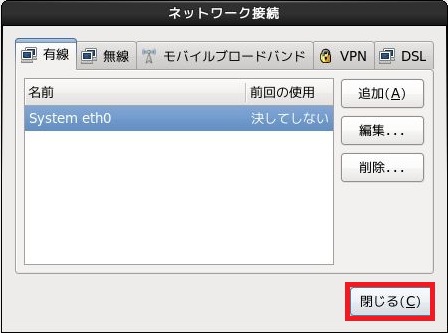 ネットワーク接続
有線 無線 モバイルブロードバンド VPN DSL
名前 前回の使用
System eth0 決してしない
追加(A)
編集...
削除...
閉じる(C)